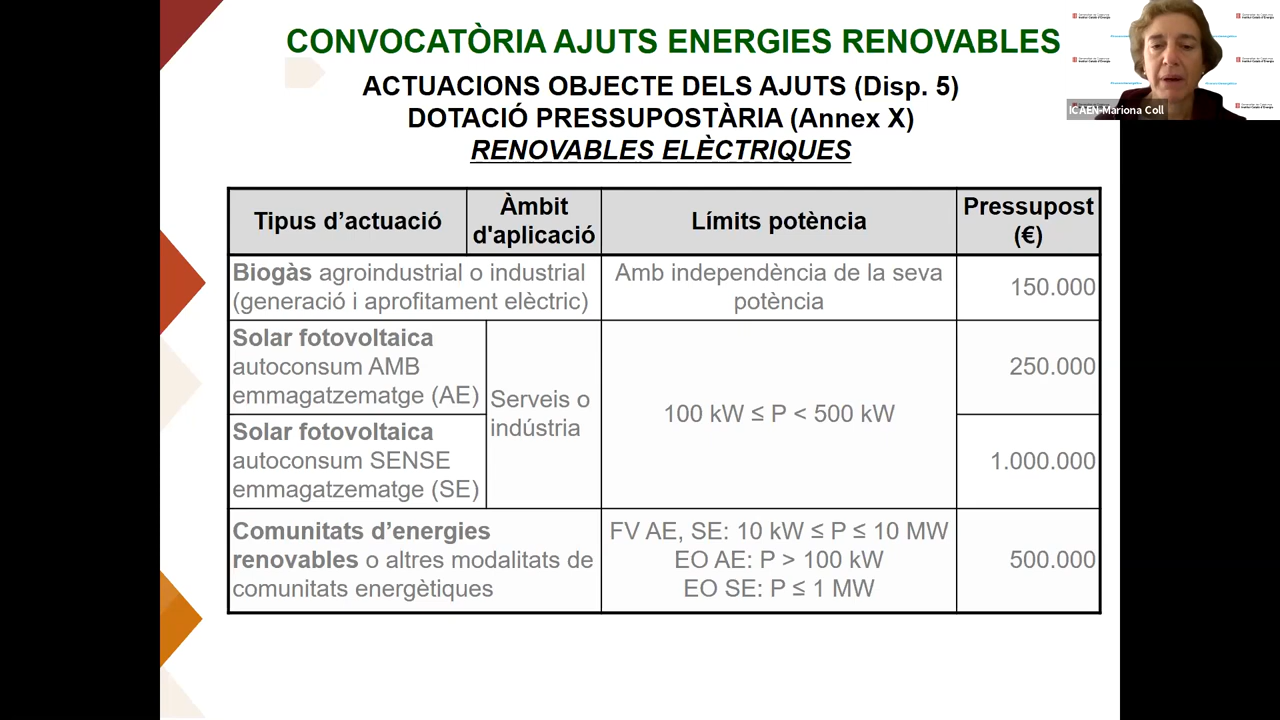 CONVOCATÒRIA AJUTS ENERGIES RENOVABLES
ACTUACIONS OBJECTE DELS AJUTS (Disp. 5)
DOTACIÓ PRESSUPOSTÀRIA (Annex X)
RENOVABLES ELÈCTRIQUES
ICAEN-Mariona Coll
Tipus d’actuació
Àmbit
d'aplicació
Límits potència
Pressupost
(€)
Biogàs agroindustrial o industrial
(generació i aprofitament elèctric)
Amb independència de la seva
potència
150.000
Solar fotovoltaica
autoconsum AMB
emmagatzematge (AE)
Serveis o
indústria
100 kW ≤ P < 500 kW
250.000
Solar fotovoltaica
autoconsum SENSE
emmagatzematge (SE)
1.000.000
Comunitats d’energies
renovables o altres modalitats de
comunitats energètiques
FV AE, SE: 10 kW ≤ P ≤ 10 MW
EO AE: P > 100 kW
EO SE: P ≤ 1 MW
500.000